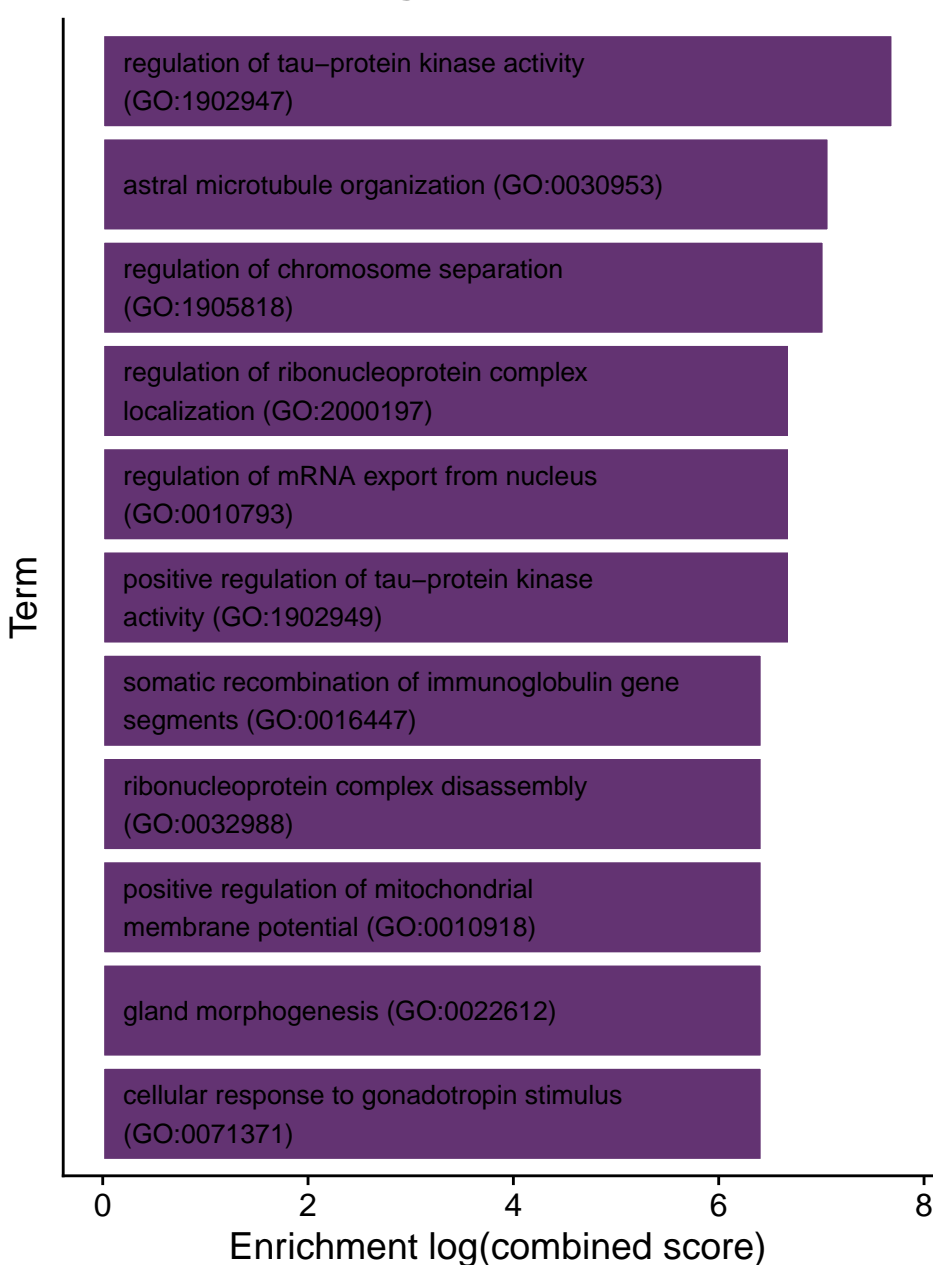 regulation of tau−protein kinase activity
(GO:1902947)
astral microtubule organization (GO:0030953)
regulation of chromosome separation
(GO:1905818)
regulation of ribonucleoprotein complex
localization (GO:2000197)
regulation of mRNA export from nucleus
(GO:0010793)
positive regulation of tau−protein kinase
activity (GO:1902949)
somatic recombination of immunoglobulin gene
segments (GO:0016447)
ribonucleoprotein complex disassembly
(GO:0032988)
positive regulation of mitochondrial
membrane potential (GO:0010918)
gland morphogenesis (GO:0022612)
cellular response to gonadotropin stimulus
(GO:0071371)
Term
0 2 4 6 8
Enrichment log(combined score)